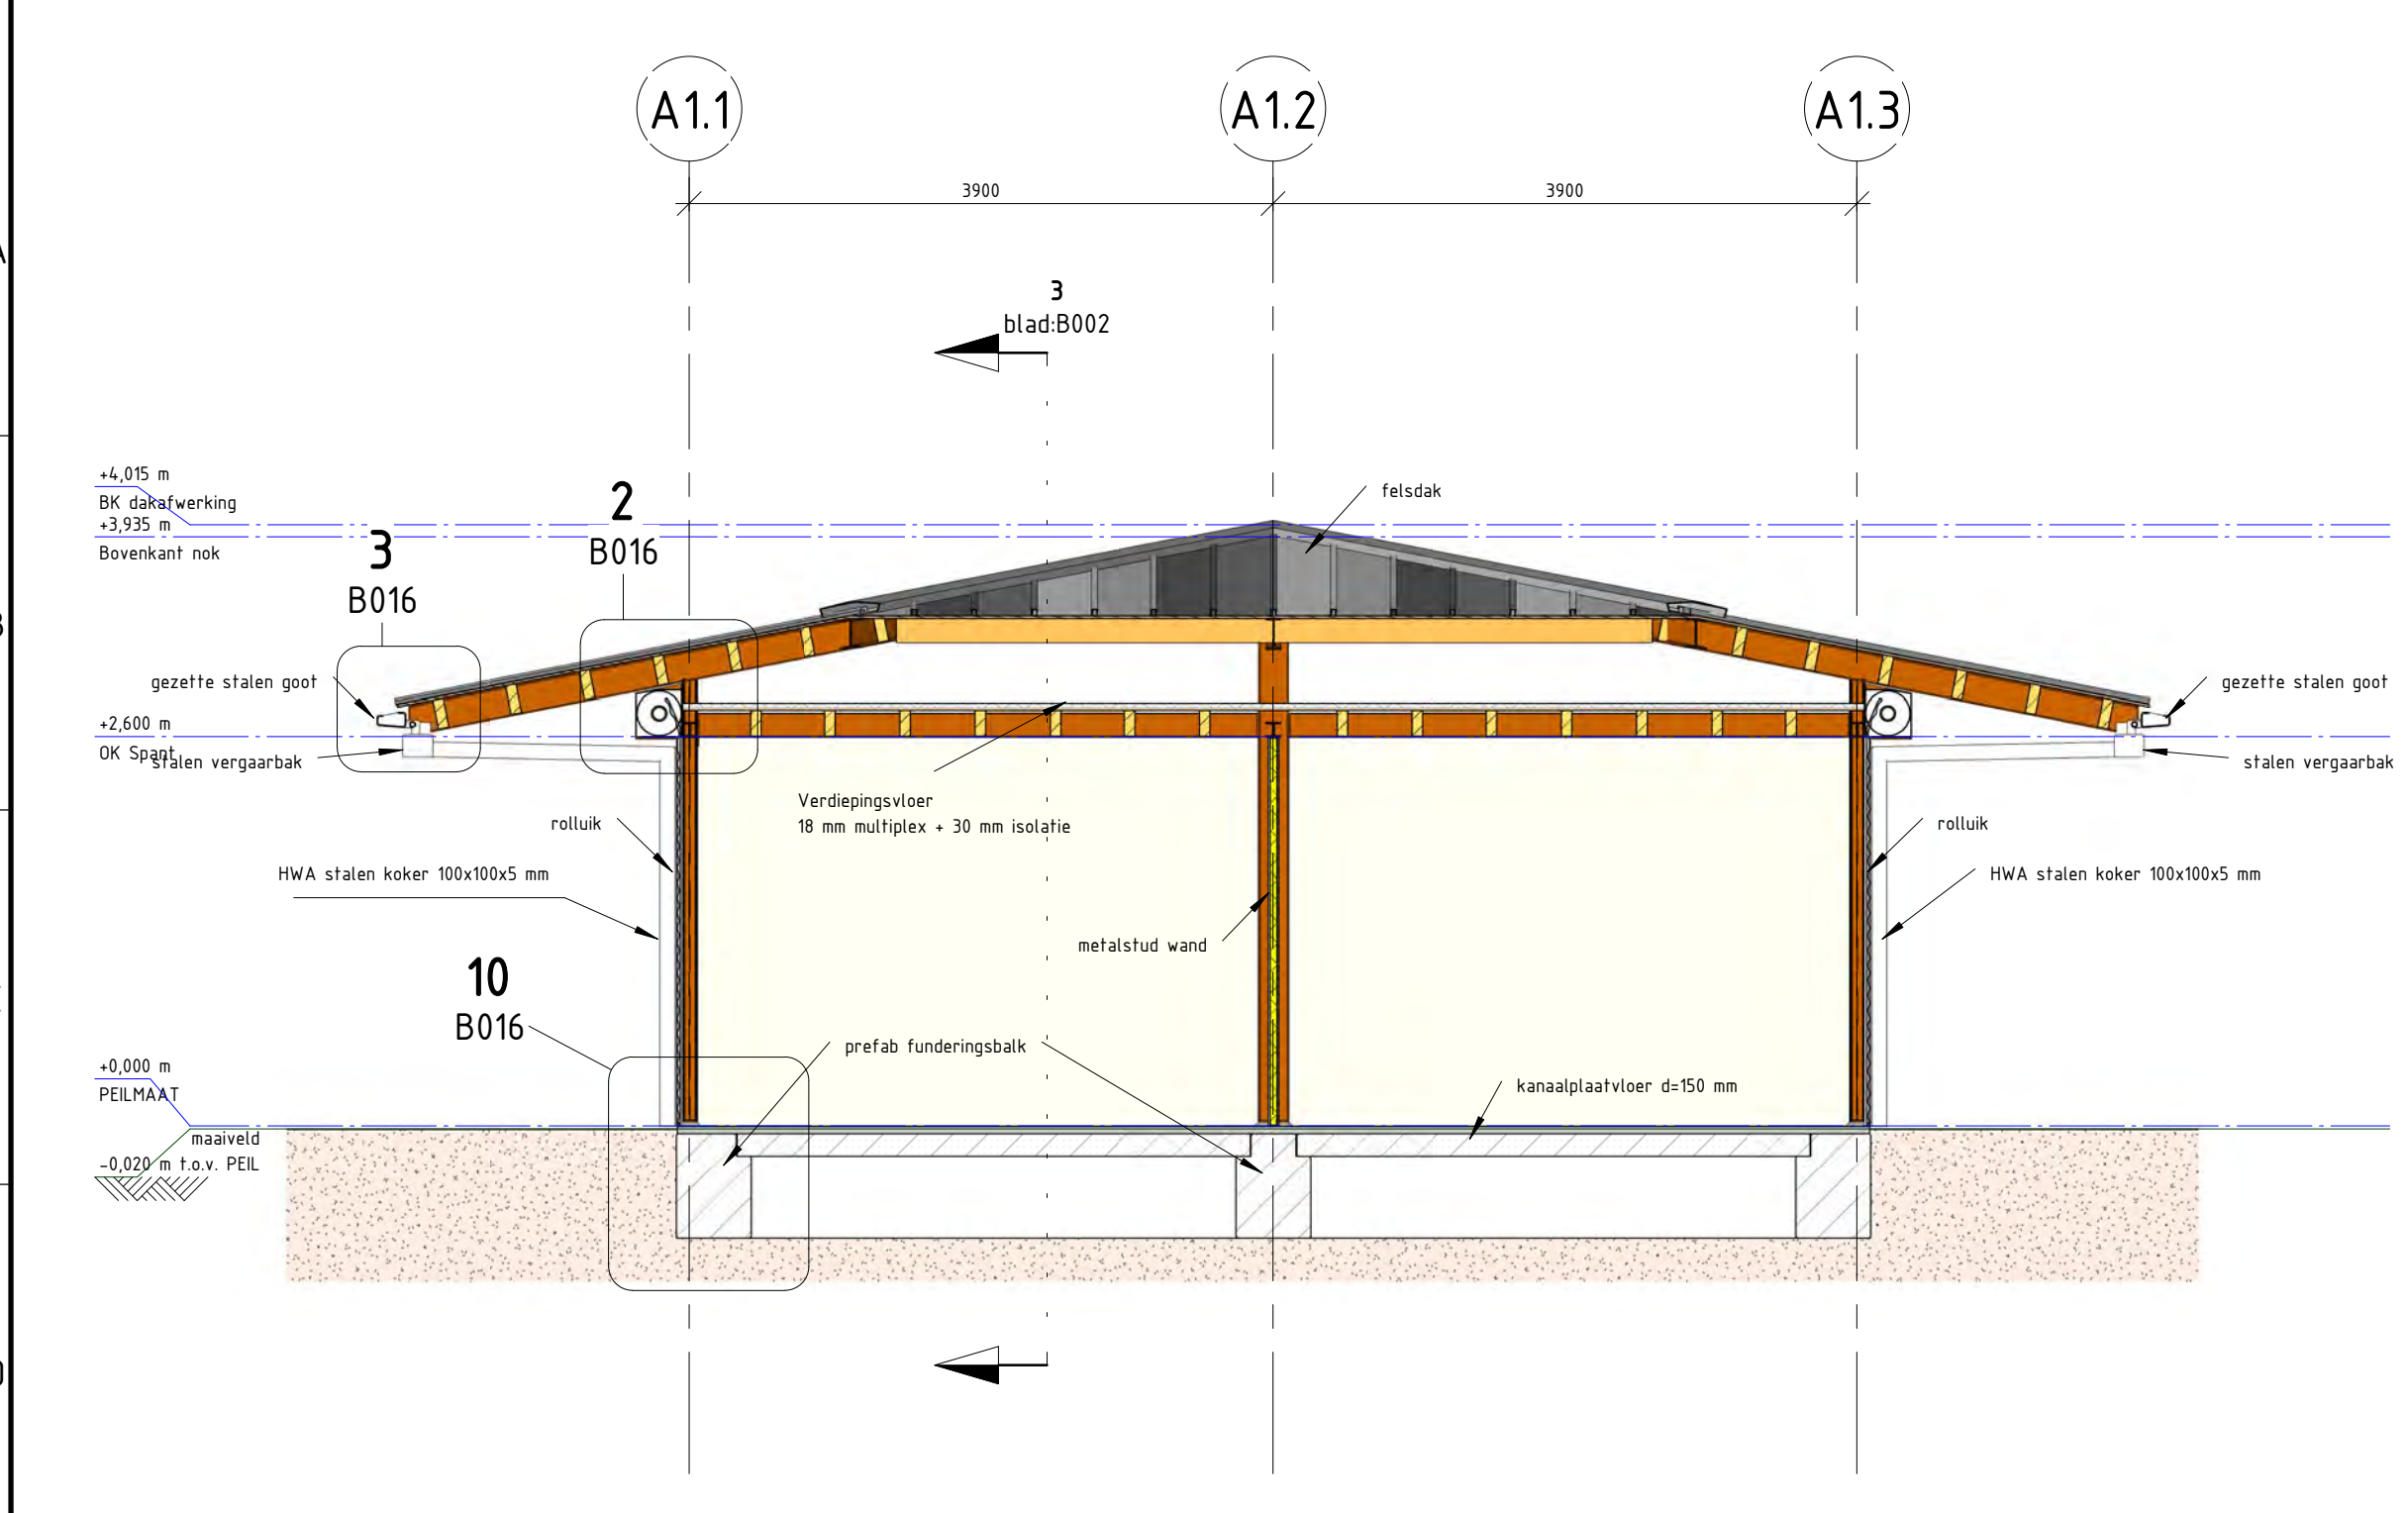 A1.1
A1.2
A1.3
3900
3900
3
blad:B002
+4,015 m
BK dakafwerking
+3,935 m
Bovenkant nok
2
B016
3
B016
felsdak
gezette stalen goot
gezette stalen goot
+2,600 m
OK Spant
stalen vergaarbak
stalen vergaarbak
Verdiepingsvloer
18 mm multiplex + 30 mm isolatie
rolluik
rolluik
HWA stalen koker 100x100x5 mm
HWA stalen koker 100x100x5 mm
metalstud wand
10
B016
prefab funderingsbalk
kanaalplaatvloer d=150 mm
+0,000 m
PEILMAAT
maaiveld
-0,020 m t.o.v. PEIL